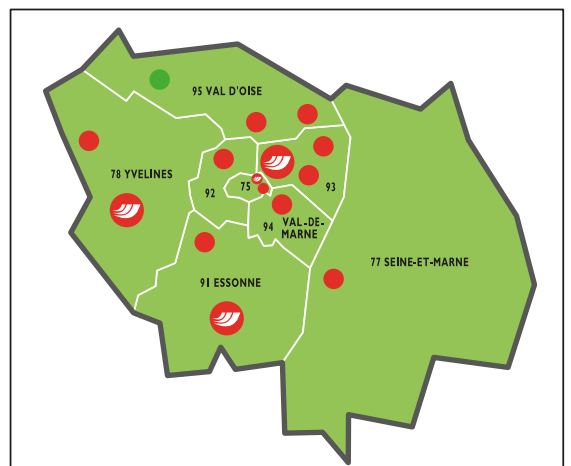 95 VAL D'OISE
78 YVELINES
92
75
93
94
VAL-DE-
MARNE
77 SEINE-ET-MARNE
91 ESSONNE